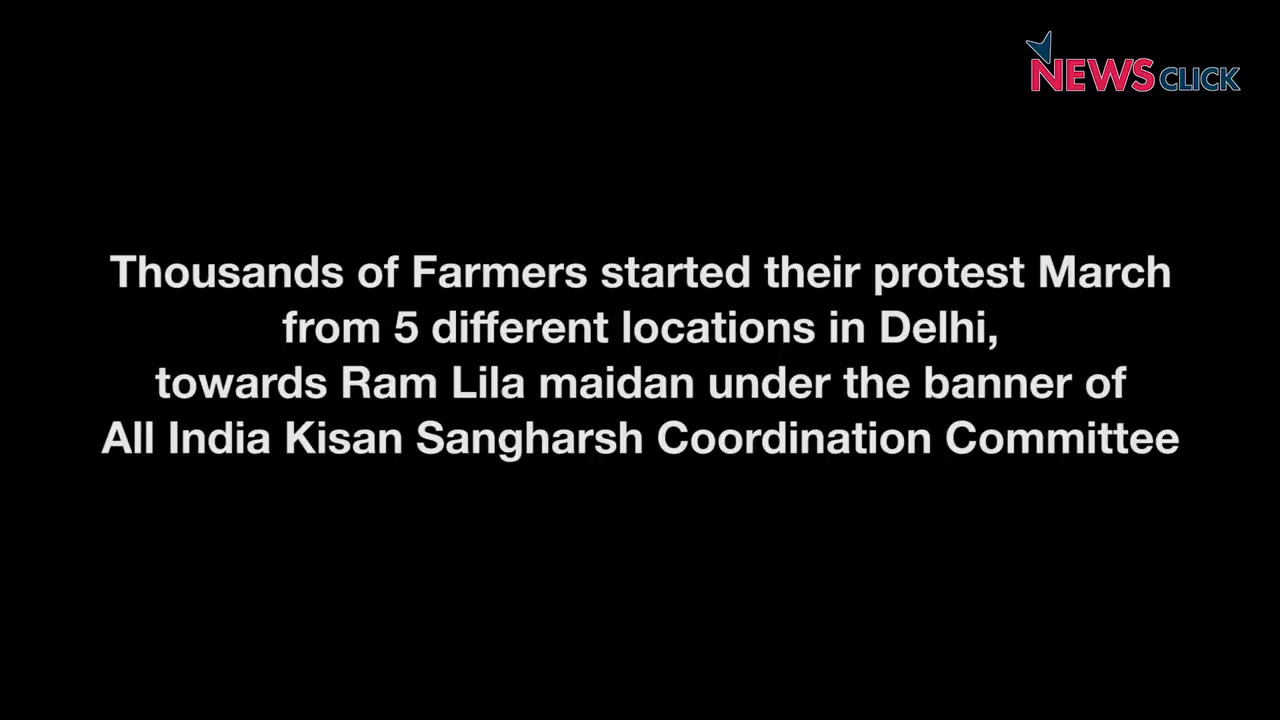 NEWSCLICK
Thousands of Farmers started their protest March
from 5 different locations in Delhi,
towards Ram Lila maidan under the banner of
All India Kisan Sangharsh Coordination Committee